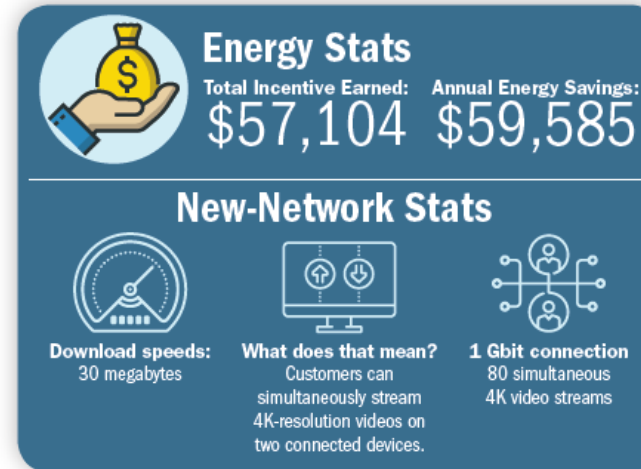 $
Energy Stats
Total Incentive Earned:
$57,104
Annual Energy Savings:
$59,585
New-Network Stats
Download speeds:
30 megabytes
What does that mean?
Customers can
simultaneously stream
4K-resolution videos on
two connected devices.
1 Gbit connection
80 simultaneous
4K video streams